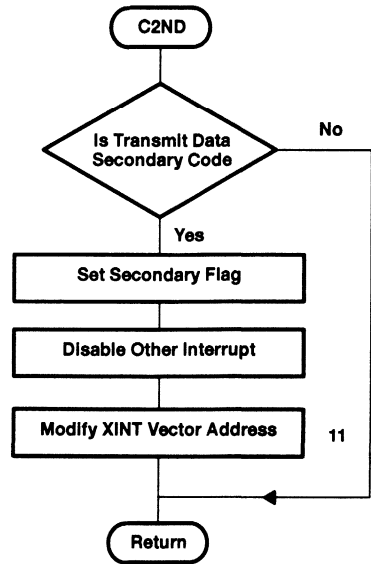 C2ND
Is Transmit Data
Secondary Code
No
Yes
Set Secondary Flag
Disable Other Interrupt
Modify XINT Vector Address
11
Return